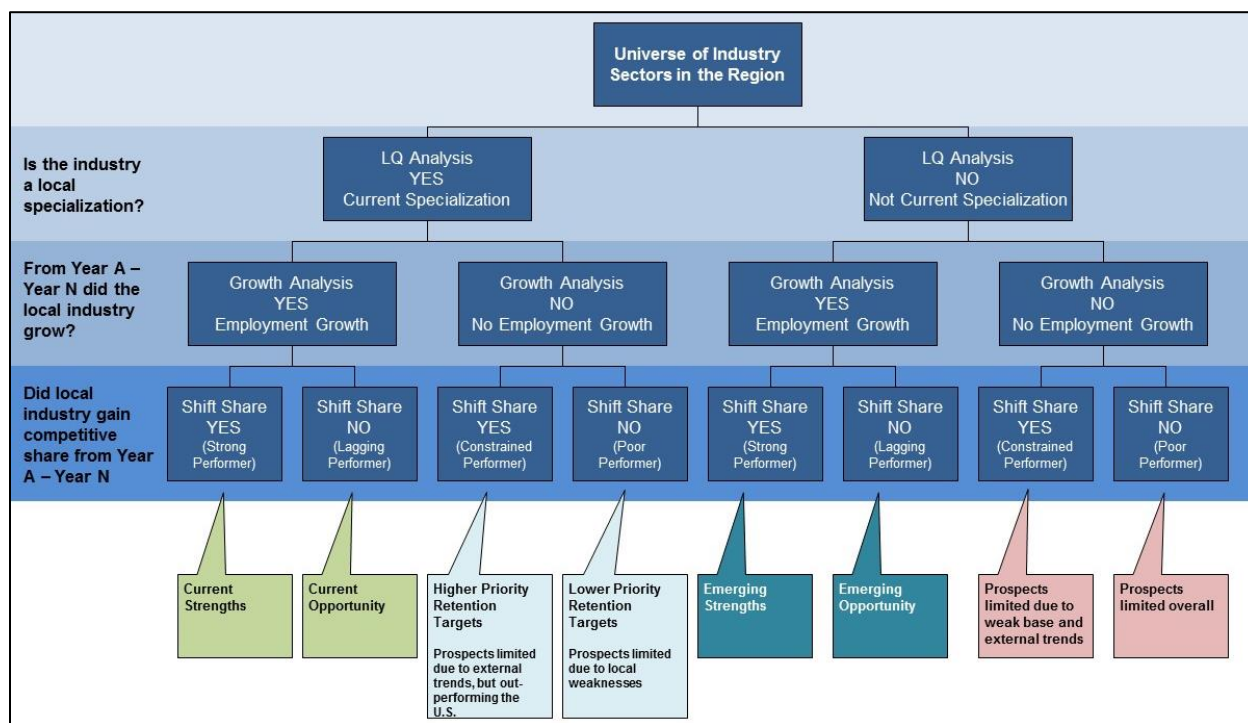 Universe of Industry
Sectors in the Region
Is the industry
a local
specialization?
LQ Analysis
YES
Current Specialization
LQ Analysis
NO
Not Current Specialization
From Year A –
Year N did the
local industry
grow?
Growth Analysis
YES
Employment Growth
Growth Analysis
NO
No Employment Growth
Growth Analysis
YES
Employment Growth
Growth Analysis
NO
No Employment Growth
Did local
industry gain
competitive
share from Year
A – Year N
Shift Share
YES
(Strong
Performer)
Shift Share
NO
(Lagging
Performer)
Shift Share
YES
(Constrained
Performer)
Shift Share
NO
(Poor
Performer)
Shift Share
YES
(Strong
Performer)
Shift Share
NO
(Lagging
Performer)
Shift Share
YES
(Constrained
Performer)
Shift Share
NO
(Poor
Performer)
Current
Strengths
Current
Opportunity
Higher Priority
Retention
Targets
Prospects limited
due to external
trends, but out-
performing the
U.S.
Lower Priority
Retention
Targets
Prospects limited
due to local
weaknesses
Emerging
Strengths
Emerging
Opportunity
Prospects
limited due to
weak base and
external trends
Prospects
limited overall